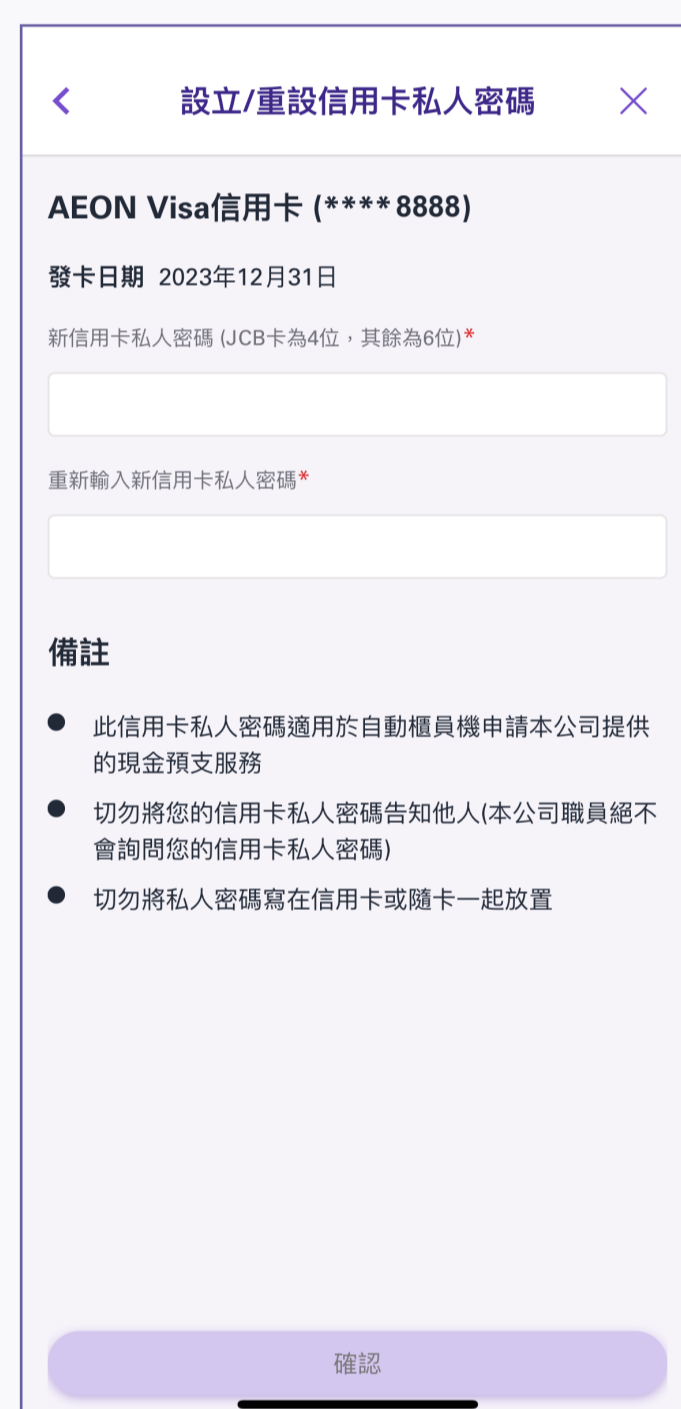 設立/重設信用卡私人密碼
AEON Visa信用卡 (**** 8888)
發卡日期 2023年12月31日
新信用卡私人密碼 (JCB卡為4位，其餘為6位)*
重新輸入新信用卡私人密碼*
備註
● 此信用卡私人密碼適用於自動櫃員機申請本公司提供
的現金預支服務
● 切勿將您的信用卡私人密碼告知他人(本公司職員絕不
會詢問您的信用卡私人密碼)
● 切勿將私人密碼寫在信用卡或隨卡一起放置
確認